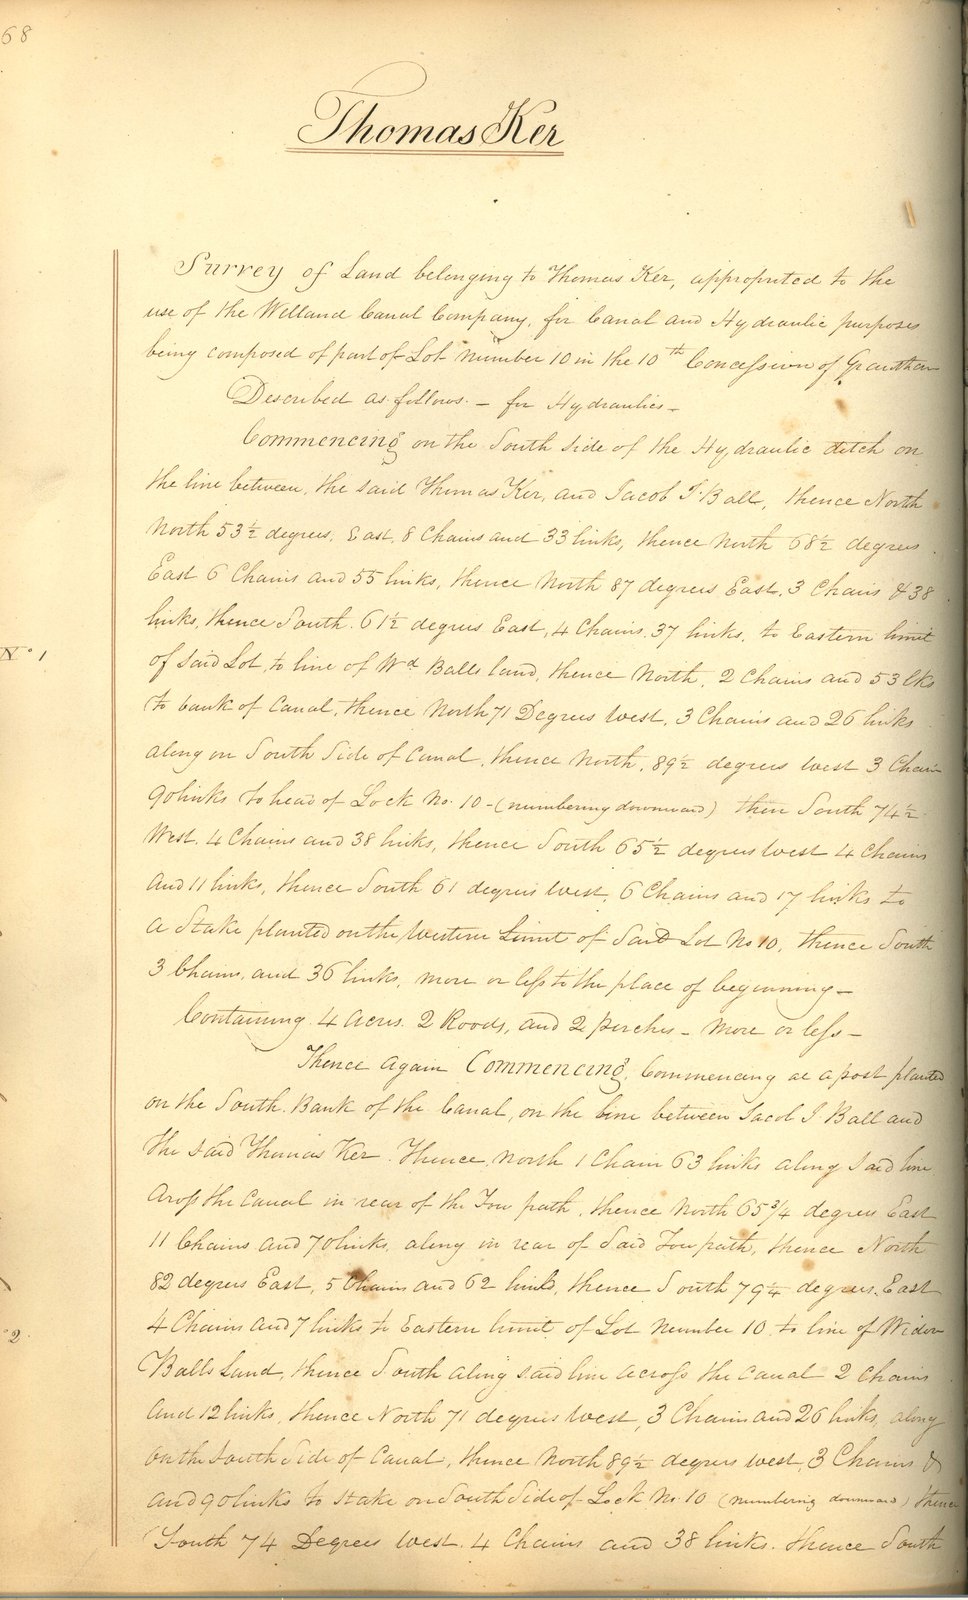 68
Thomas Ker
Survey of Land belonging to Thomas Ker, appropriated to the
use of the Welland Canal Company, for Canal and Hydraulic purposes
being composed of part of Lot number 10 in the 10th Concession of Grantham
Described as follows. – for Hydraulics –
Commencing on the South side of the Hydraulic ditch on
the line between, the said Thomas Ker, and Jacob I. Ball, thence North
North 53½ degrees, East, 8 Chains and 33 links, thence North 68½ degrees
East 6 Chains and 55 links, thence North 87 degrees East, 3 Chains & 38
links, thence South 61½ degrees East, 4 Chains 37 links, to Eastern limit
No 1
of said Lot, to line of Wd Balls land, thence North, 2 Chains and 53 lks
to bank of Canal, thence North 71 Degrees West, 3 Chains and 26 links
along on South Side of Canal, thence North, 89½ degrees West 3 Chain
90 links to head of Lock No. 10 – (numbering downward) then South 74½
West, 4 Chains and 38 links, thence South 65½ degrees West 4 Chains
and 11 links, thence South 61 degrees West, 6 Chains and 17 links to
a Stake planted on the Western Limit of Said Lot No 10, thence South
3 Chains, and 36 links, more or less to the place of beginning –
Containing 4 Acres 2 Roods, and 2 perches – more or less –
Thence again Commencing, Commencing at a post planted
on the South Bank of the Canal, on the line between Jacob I Ball and
the said Thomas Ker. Thence, North 1 Chain 63 links along Said line
Aross the Canal in rear of the Tow path, thence North 65¾ degrees East
11 Chains and 70 links, along in rear of Said Tow path, thence North
82 degrees East, 5 Chains and 62 links, thence South 79¼ degrees East
o 2
4 Chains and 7 links to Eastern limit of Lot Number 10 to line of Widow
Balls Land, thence South along said line across the Canal 2 Chains
and 12 links, thence North 71 degrees West, 3 Chains and 26 links, along
on the South Side of Canal, thence North 89½ degrees West, 3 Chains &
and 90 links to stake on South Side of Lock No. 10 (numbering downward) thence
South 74 Degrees West. 4 Chains and 38 links. thence South